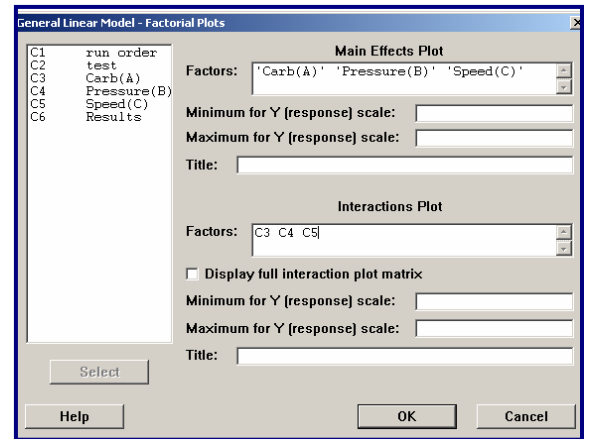 General Linear Model - Factorial Plots
C1 run order
C2 test
C3 Carb(A)
C4 Pressure(B)
C5 Speed(C)
C6 Results
Main Effects Plot
Factors: 'Carb(A)' 'Pressure(B)' 'Speed(C)'
Minimum for Y (response) scale:
Maximum for Y (response) scale:
Title:
Interactions Plot
Factors: C3 C4 C5
Display full interaction plot matrix
Minimum for Y (response) scale:
Maximum for Y (response) scale:
Title:
Select
Help
OK
Cancel